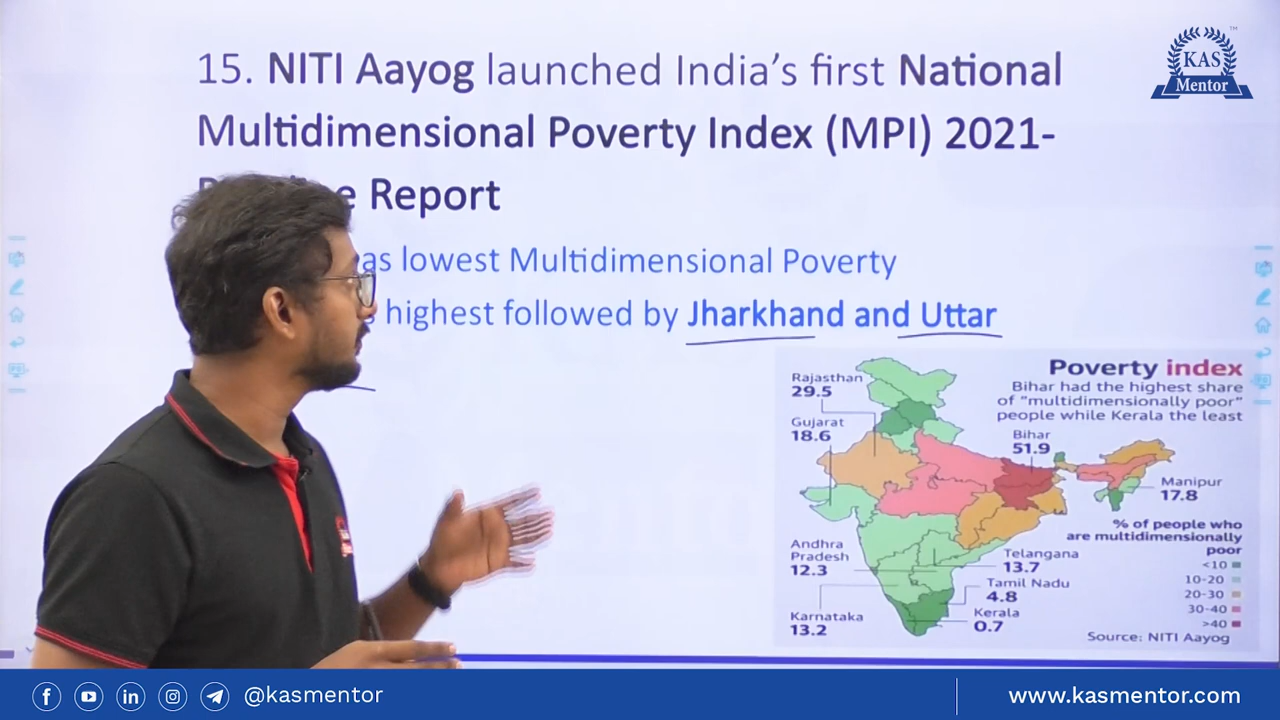 15. NITI Aayog launched India's first National
Multidimensional Poverty Index (MPI) 2021-
Report
as lowest Multidimensional Poverty
highest followed by Jharkhand and Uttar
KAS
Mentor
TM
Poverty index
Bihar had the highest share
of "multidimensionally poor"
people while Kerala the least
Rajasthan
29.5
Gujarat
18.6
Bihar
51.9
Manipur
17.8
Andhra
Pradesh
12.3
Karnataka
13.2
Telangana
13.7
Tamil Nadu
4.8
Kerala
0.7
% of people who
are multidimensionally
poor
<10
10-20
20-30
30-40
>40
Source: NITI Aayog
@kasmentor
www.kasmentor.com